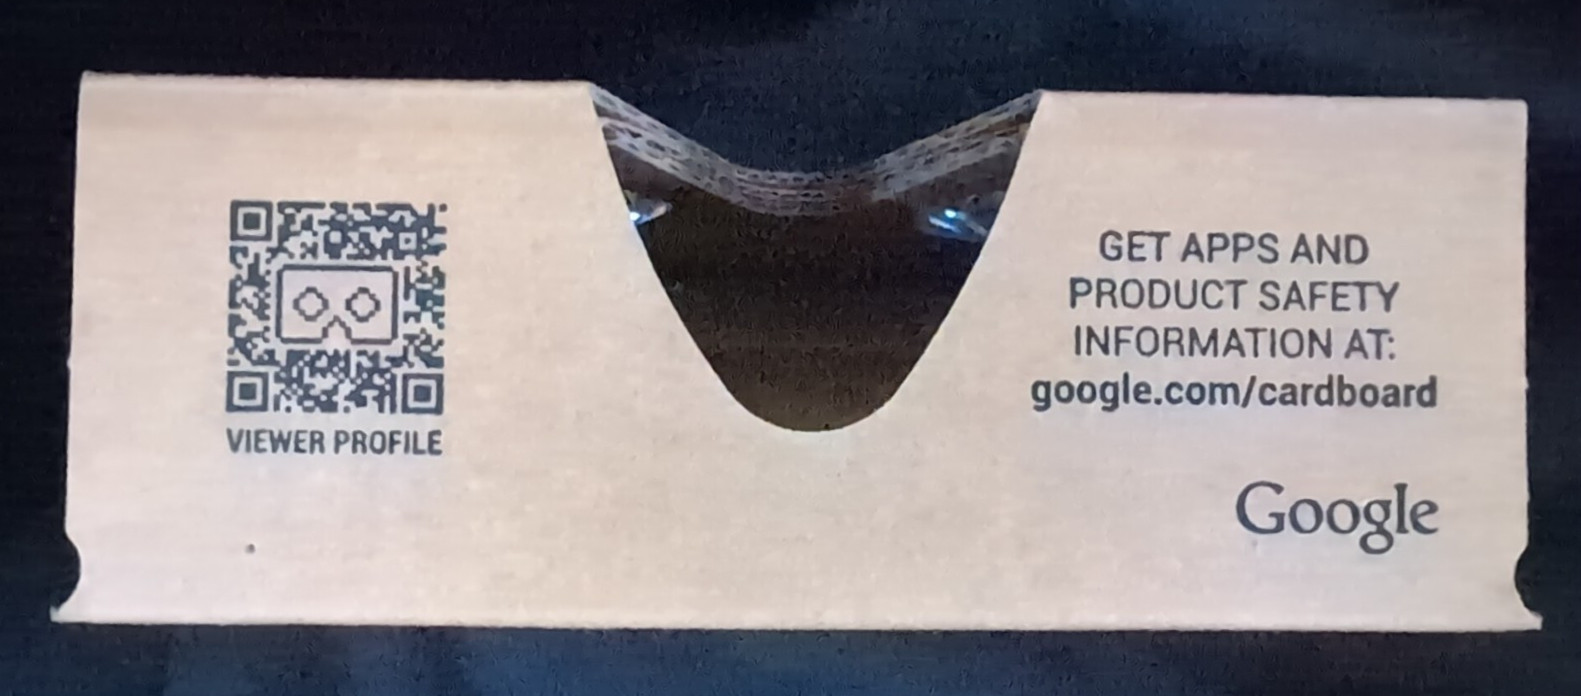 VIEWER PROFILE
GET APPS AND
PRODUCT SAFETY
INFORMATION AT:
google.com/cardboard
Google